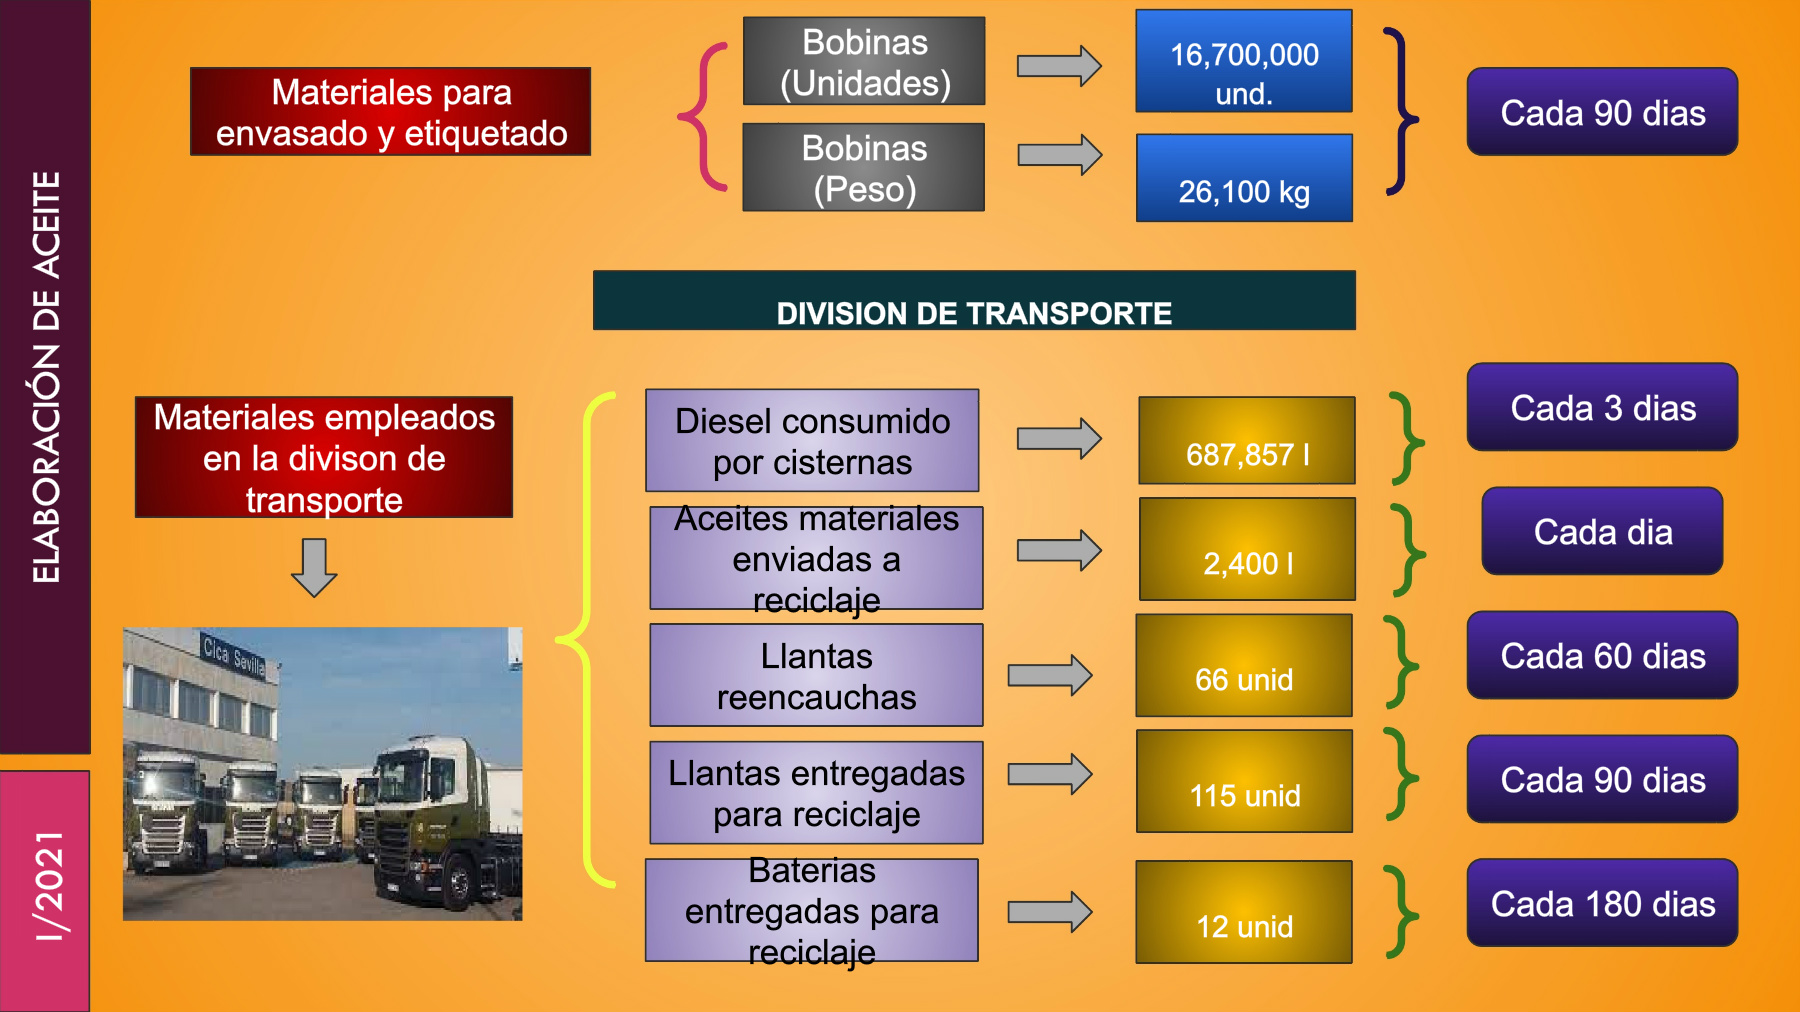 ELABORACIÓN DE ACEITE
I/2021
Materiales para
envasado y etiquetado
Bobinas
(Unidades)
16,700,000
und.
Bobinas
(Peso)
26,100 kg
Cada 90 dias
DIVISION DE TRANSPORTE
Materiales empleados
en la divison de
transporte
Cica Sevilla
Diesel consumido
por cisternas
687,857 l
Cada 3 dias
Aceites materiales
enviadas a
reciclaje
2,400 l
Cada dia
Llantas
reencauchas
66 unid
Cada 60 dias
Llantas entregadas
para reciclaje
115 unid
Cada 90 dias
Baterias
entregadas para
reciclaje
12 unid
Cada 180 dias